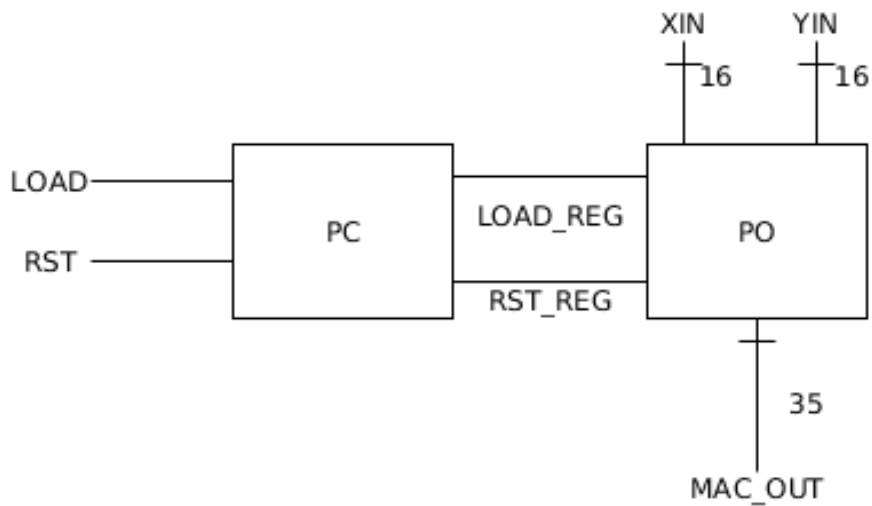 XIN
YIN
16
16
LOAD
PC
LOAD_REG
PO
RST
RST_REG
35
MAC_OUT